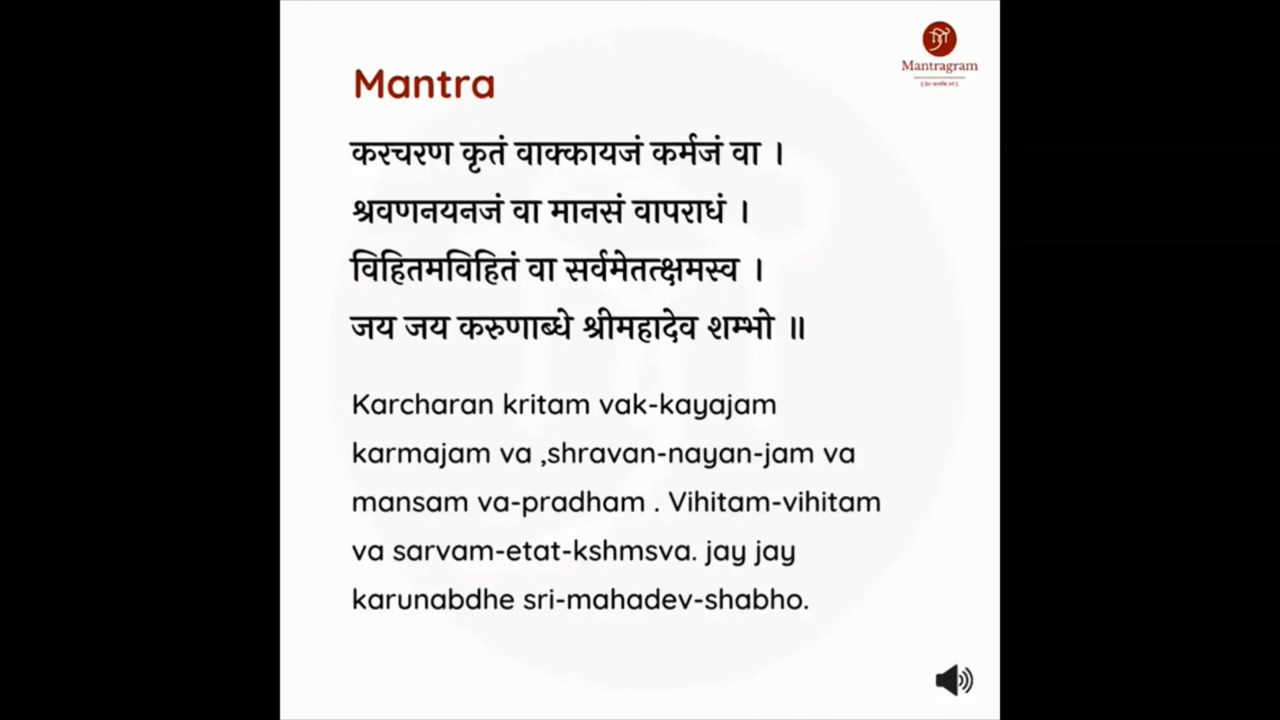 Mantragram
Mantra
करचरण कृतं वाक्कायजं कर्मजं वा ।
श्रवणनयनजं वा मानसं वापराधं ।
विहितमविहितं वा सर्वमेतत्क्षमस्व ।
जय जय करुणाब्धे श्रीमहादेव शम्भो ॥
Karcharan kritam vak-kayajam
karmajam va ,shravan-nayan-jam va
mansam va-pradham . Vihitam-vihitam
va sarvam-etat-kshmsva. jay jay
karunabdhe sri-mahadev-shabho.